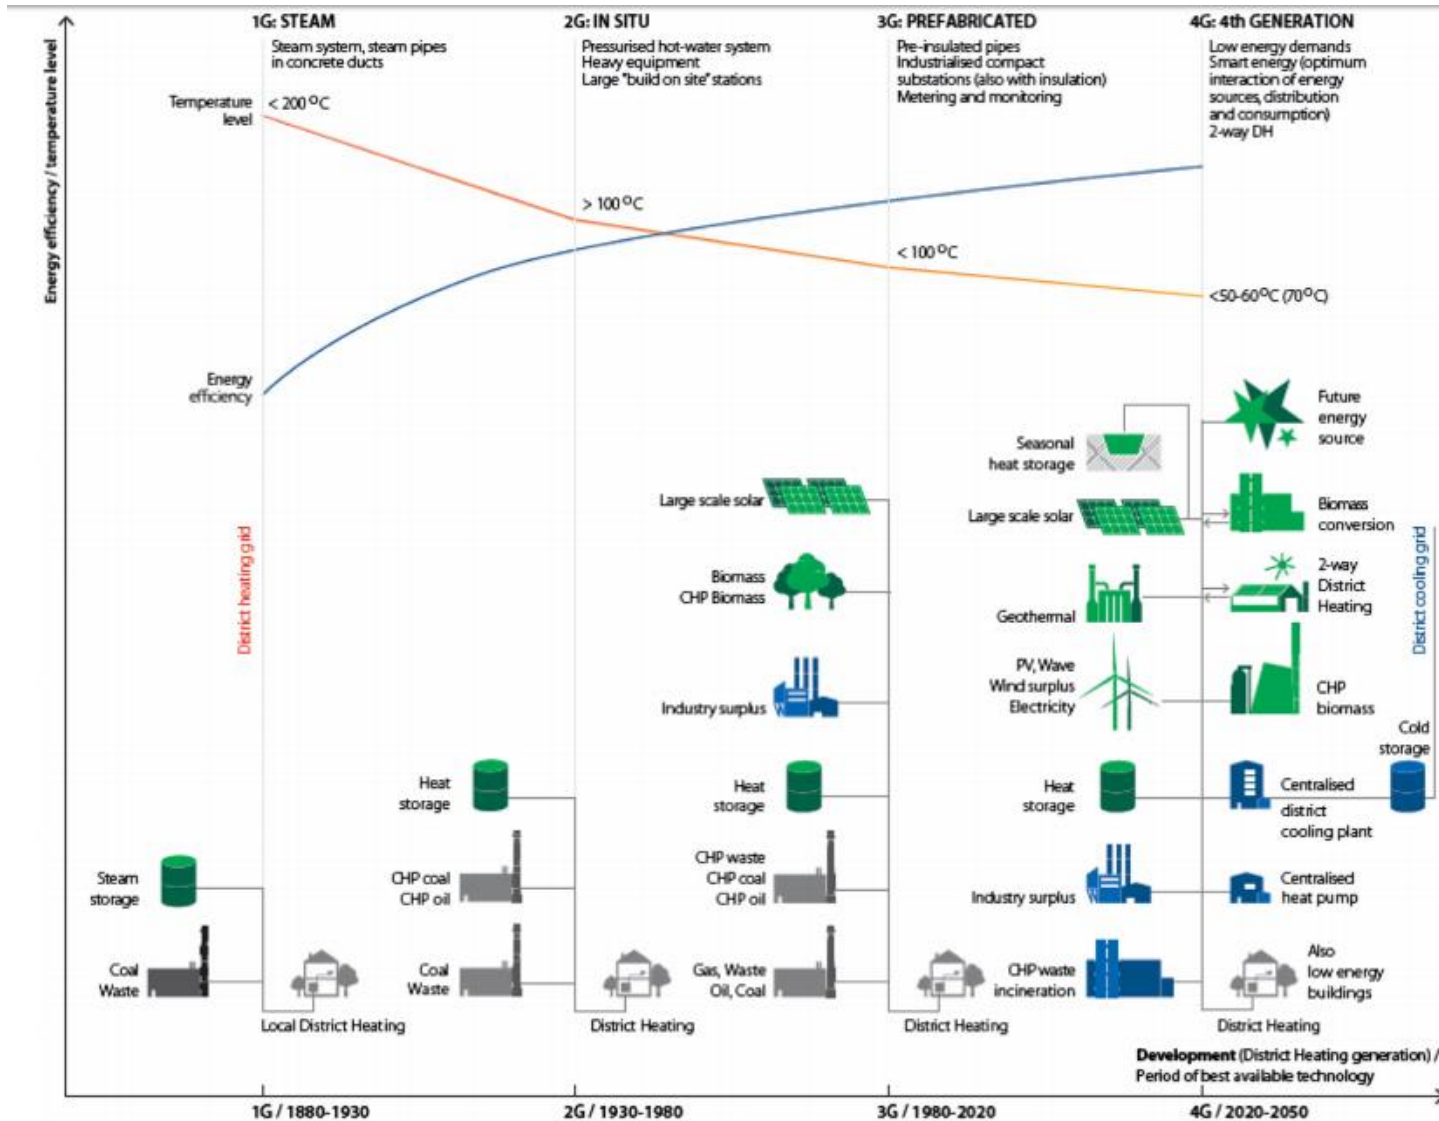 1G: STEAM
Steam system, steam pipes
in concrete ducts
2G: IN SITU
Pressurised hot-water system
Heavy equipment
Large "build on site" stations
3G: PREFABRICATED
Pre-insulated pipes
Industrialised compact
substations (also with insulation)
Metering and monitoring
4G: 4th GENERATION
Low energy demands
Smart energy (optimum
interaction of energy
sources, distribution
and consumption)
2-way DH
Energy efficiency / temperature level
Temperature
level
< 200 °C
> 100 °C
< 100 °C
<50-60°C (70°C)
Energy
efficiency
District heating grid
Steam
storage
Coal
Waste
Local District Heating
Heat
storage
CHP coal
CHP oil
Coal
Waste
District Heating
Large scale solar
Biomass
CHP Biomass
Industry surplus
Heat
storage
CHP waste
CHP coal
CHP oil
Gas, Waste
Oil, Coal
District Heating
Seasonal
heat storage
Large scale solar
Geothermal
PV, Wave
Wind surplus
Electricity
Heat
storage
Industry surplus
CHP waste
incineration
Future
energy
source
Biomass
conversion
2-way
District
Heating
CHP
biomass
Cold
storage
Centralised
district
cooling plant
Centralised
heat pump
Also
low energy
buildings
District Heating
District cooling grid
Development (District Heating generation) /
Period of best available technology
1G / 1880-1930
2G / 1930-1980
3G / 1980-2020
4G / 2020-2050